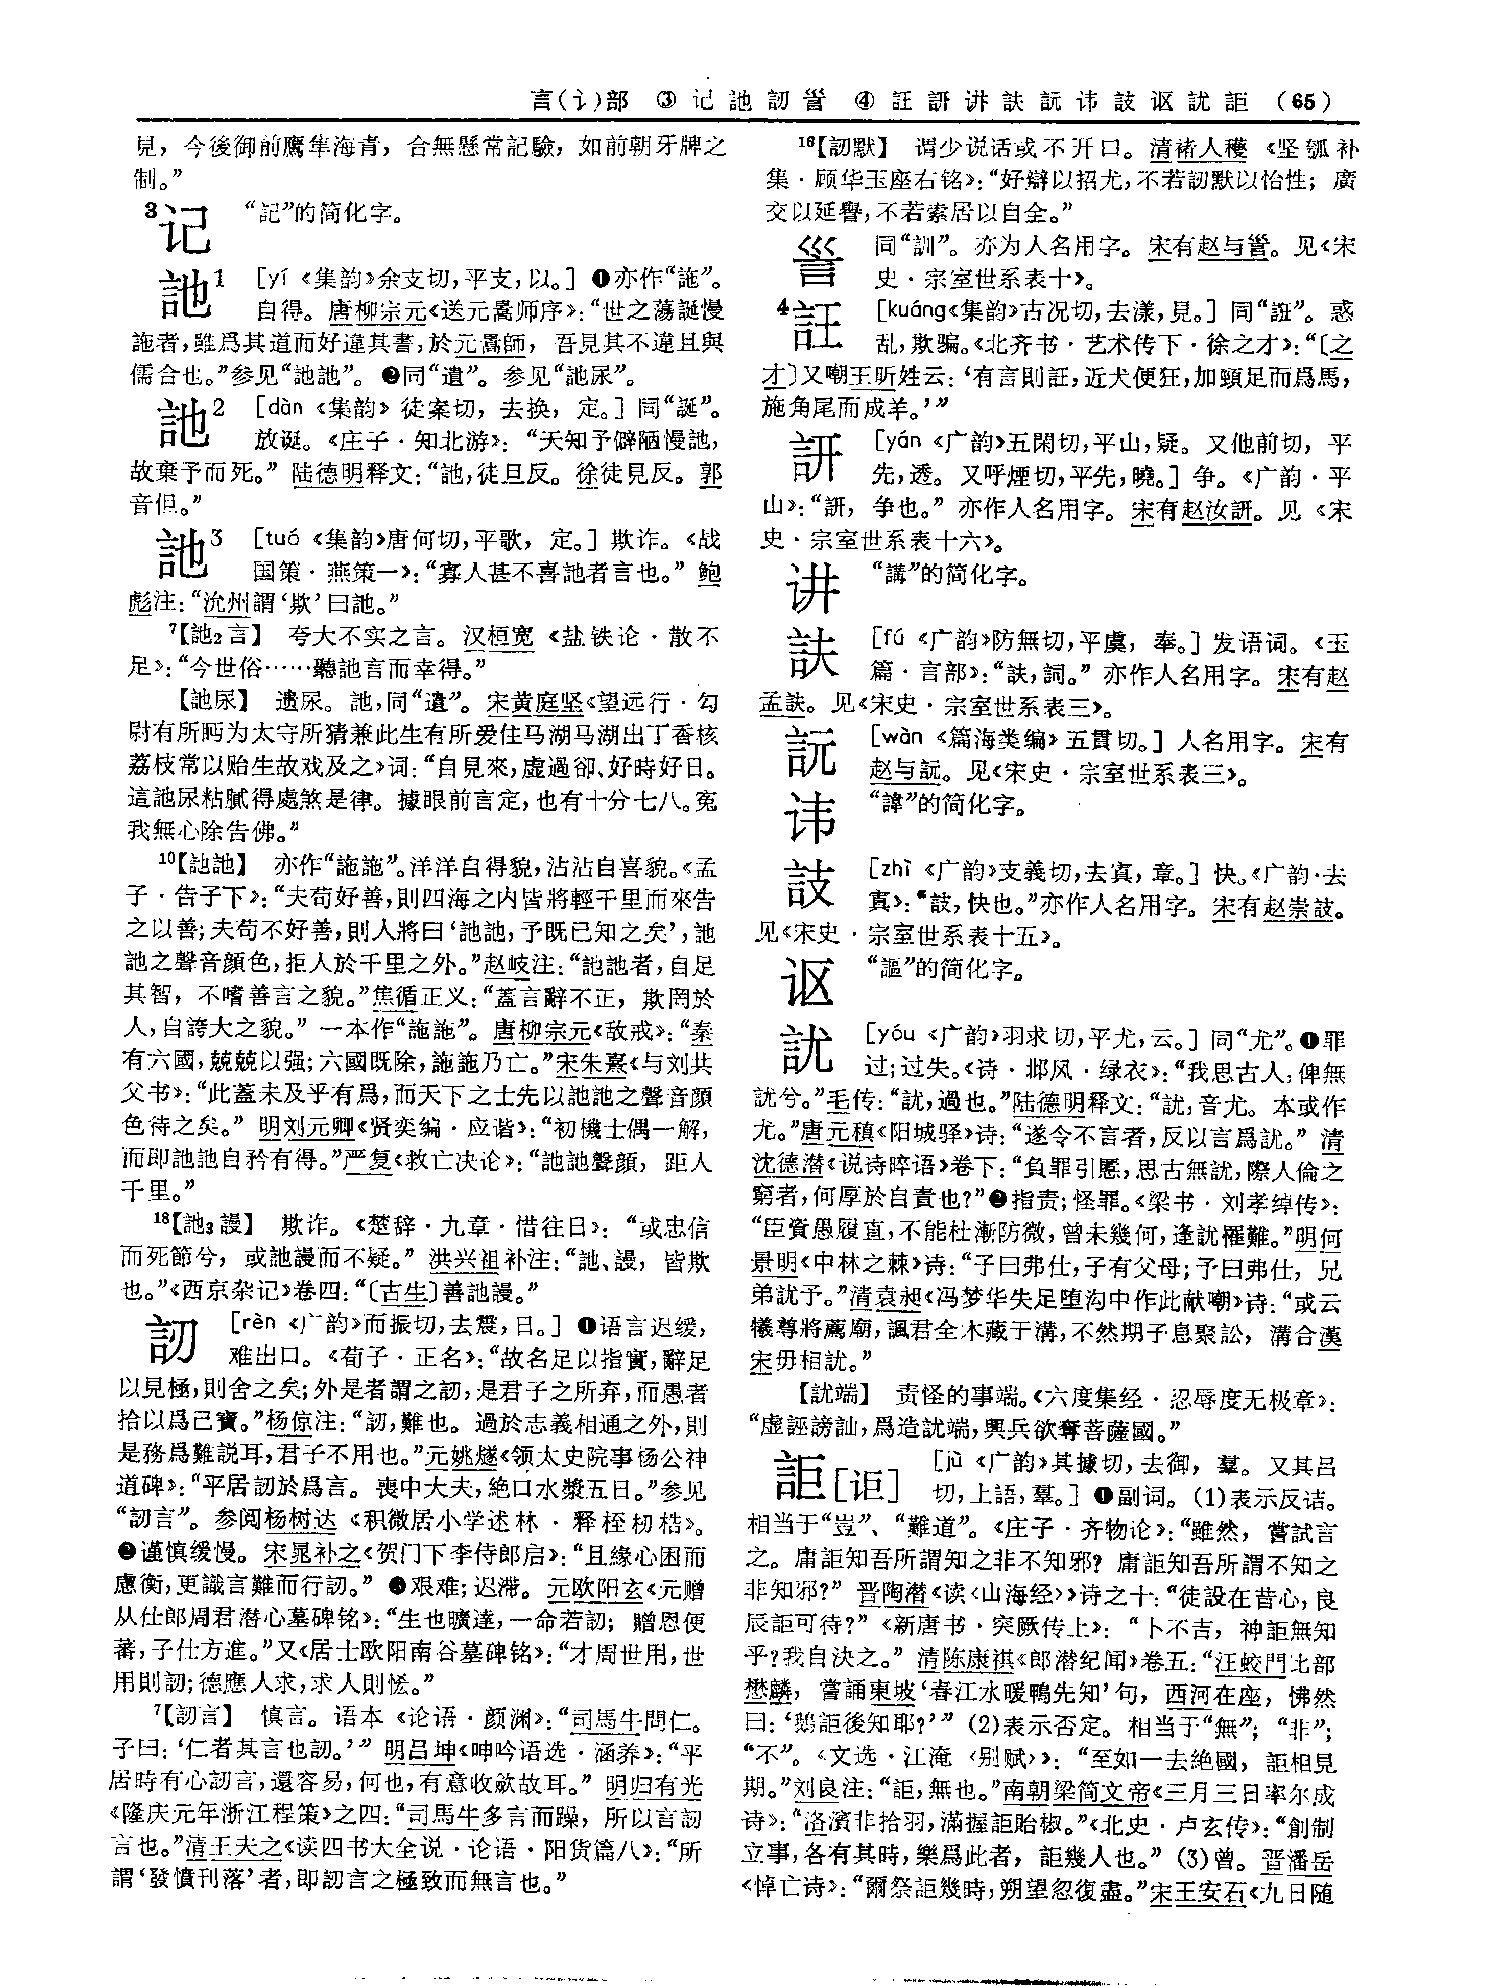 言(讠)部 ③ 记 訑 訒 訔 ④ 訨 訮 讲 訞 訰 讳 䚳 讴 訧 詎 (65)
見，今後御前鷹隼海青，合無懸常記驗，如前朝牙牌之
制。”
3记 “記”的简化字。
訑1 [yí《集韵》余支切，平支，以。] ❶亦作“訑”。
自得。唐柳宗元《送元暠师序》：“世之蕩誕慢
訑者，雖爲其道而好違其書，於元暠師，吾見其不違且與
儒合也。”参见“訑訑”。❷同“遺”。参见“訑尿”。
訑2 [dàn《集韵》徒案切，去换，定。] 同“誕”。
放诞。《庄子·知北游》：“天知予僻陋慢訑，
故棄予而死。”陆德明释文：“訑，徒旦反。徐徒見反。郭
音但。”
訑3 [tuó《集韵》唐何切，平歌，定。] 欺诈。《战
国策·燕策一》：“寡人甚不喜訑者言也。”鲍
彪注：“沇州謂‘欺’曰訑。”
7【訑2言】 夸大不实之言。汉桓宽《盐铁论·散不
足》：“今世俗……聽訑言而幸得。”
【訑尿】 遗尿。訑，同“遺”。宋黄庭坚《望远行·勾
尉有所盻为太守所猜兼此生有所爱住马湖马湖出丁香核
荔枝常以贻生故戏及之》词：“自見來，虚過卻、好時好日。
這訑尿粘膩得處煞是律。據眼前言定，也有十分七八。冤
我無心除告佛。”
10【訑訑】 亦作“訑訑”。洋洋自得貌，沾沾自喜貌。《孟
子·告子下》：“夫苟好善，則四海之内皆將輕千里而來告
之以善；夫苟不好善，則人將曰‘訑訑，予既已知之矣’，訑
訑之聲音顔色，拒人於千里之外。”赵岐注：“訑訑者，自足
其智，不嗜善言之貌。”焦循正义：“蓋言辭不正，欺罔於
人，自誇大之貌。”一本作“訑訑”。唐柳宗元《敌戒》：“秦
有六國，兢兢以强；六國既除，訑訑乃亡。”宋朱熹《与刘共
父书》：“此蓋未及乎有爲，而天下之士先以訑訑之聲音顔
色待之矣。”明刘元卿《贤奕编·应谐》：“初機士偶一解，
而即訑訑自矜有得。”严复《救亡决论》：“訑訑聲顔，距人
千里。”
18【訑3謾】 欺诈。《楚辞·九章·惜往日》：“或忠信
而死節兮，或訑謾而不疑。”洪兴祖补注：“訑、謾，皆欺
也。”《西京杂记》卷四：“〔古生〕善訑謾。”
訒 [rèn《广韵》而振切，去震，日。] ❶语言迟缓，
难出口。《荀子·正名》：“故名足以指實，辭足
以見極，則舍之矣；外是者謂之訒，是君子之所弃，而愚者
拾以爲己寶。”杨倞注：“訒，難也。過於志義相通之外，則
是務爲難説耳，君子不用也。”元姚燧《领太史院事杨公神
道碑》：“平居訒於爲言。喪中大夫，絶口水漿五日。”参见
“訒言”。参阅杨树达《积微居小学述林·释桎杒梏》。
❷谨慎缓慢。宋晁补之《贺门下李侍郎启》：“且緣心困而
慮衡，更識言難而行訒。”❸艰难；迟滞。元欧阳玄《元赠
从仕郎周君潜心墓碑铭》：“生也曠達，一命若訒；贈恩便
蕃，子仕方進。”又《居士欧阳南谷墓碑铭》：“才周世用，世
用則訒；德應人求，求人則恡。”
7【訒言】 慎言。语本《论语·颜渊》：“司馬牛問仁。
子曰：‘仁者其言也訒。’”明吕坤《呻吟语选·涵养》：“平
居時有心訒言，還容易，何也，有意收歛故耳。”明归有光
《隆庆元年浙江程策》之四：“司馬牛多言而躁，所以言訒
言也。”清王夫之《读四书大全说·论语·阳货篇八》：“所
謂‘發憤刊落’者，即訒言之極致而無言也。”
16【訒默】 谓少说话或不开口。清褚人穫《坚瓠补
集·顾华玉座右铭》：“好辯以招尤，不若訒默以怡性；廣
交以延譽，不若索居以自全。”
訔 同“訓”。亦为人名用字。宋有赵与訔。见《宋
史·宗室世系表十》。
4䚯 [kuáng《集韵》古况切，去漾，見。] 同“誑”。惑
乱，欺骗。《北齐书·艺术传下·徐之才》：“〔之
才〕又嘲王昕姓云：‘有言則䚯，近犬便狂，加頸足而爲馬，
施角尾而成羊。’”
訮 [yán《广韵》五閑切，平山，疑。又他前切，平
先，透。又呼煙切，平先，曉。] 争。《广韵·平
山》：“訮，争也。”亦作人名用字。宋有赵汝訮。见《宋
史·宗室世系表十六》。
讲 “講”的简化字。
䚱 [fú《广韵》防無切，平虞，奉。] 发语词。《玉
篇·言部》：“䚱，詞。”亦作人名用字。宋有赵
孟䚱。见《宋史·宗室世系表三》。
訮 [wàn《篇海类编》五貫切。] 人名用字。宋有
赵与䚮。见《宋史·宗室世系表三》。
讳 “諱”的简化字。
䚳 [zhì《广韵》支義切，去寘，章。] 快。《广韵·去
寘》：“䚳，快也。”亦作人名用字。宋有赵崇䚳。
见《宋史·宗室世系表十五》。
讴 “謳”的简化字。
訧 [yóu《广韵》羽求切，平尤，云。] 同“尤”。❶罪
过；过失。《诗·邶风·绿衣》：“我思古人，俾無
訧兮。”毛传：“訧，過也。”陆德明释文：“訧，音尤。本或作
尤。”唐元稹《阳城驿》诗：“遂令不言者，反以言爲訧。”清
沈德潜《说诗晬语》卷下：“負罪引慝，思古無訧，際人倫之
窮者，何厚於自責也？”❷指责；怪罪。《梁书·刘孝绰传》：
“臣資愚履直，不能杜漸防微，曾未幾何，逢訧罹難。”明何
景明《中林之棘》诗：“子曰弗仕，子有父母；予曰弗仕，兄
弟訧予。”清袁昶《冯梦华失足堕沟中作此献嘲》诗：“或云
犧尊將薦廟，諷君全木藏于溝，不然期子息聚訟，溝合漢
宋毋相訧。”
【訧端】 责怪的事端。《六度集经·忍辱度无极章》：
“虚誣謗訕，爲造訧端，興兵欲奪菩薩國。”
詎[讵] [jù《广韵》其據切，去御，羣。又其吕
切，上語，羣。] ❶副词。(1)表示反诘。
相当于“豈”、“難道”。《庄子·齐物论》：“雖然，嘗試言
之。庸詎知吾所謂知之非不知邪？庸詎知吾所謂不知之
非知邪？”晋陶潜《读〈山海经〉》诗之十：“徒設在昔心，良
辰詎可待？”《新唐书·突厥传上》：“卜不吉，神詎無知
乎？我自決之。”清陈康祺《郎潜纪闻》卷五：“汪蛟門比部
懋麟，嘗誦東坡‘春江水暖鴨先知’句，西河在座，怫然
曰：‘鵝詎後知耶？’”(2)表示否定。相当于“無”；“非”；
“不”。《文选·江淹〈别赋〉》：“至如一去絶國，詎相見
期。”刘良注：“詎，無也。”南朝梁简文帝《三月三日率尔成
诗》：“洛濱非拾羽，滿握詎貽椒。”《北史·卢玄传》：“創制
立事，各有其時，樂爲此者，詎幾人也。”(3)曾。晋潘岳
《悼亡诗》：“爾祭詎幾時，朔望忽復盡。”宋王安石《九日随